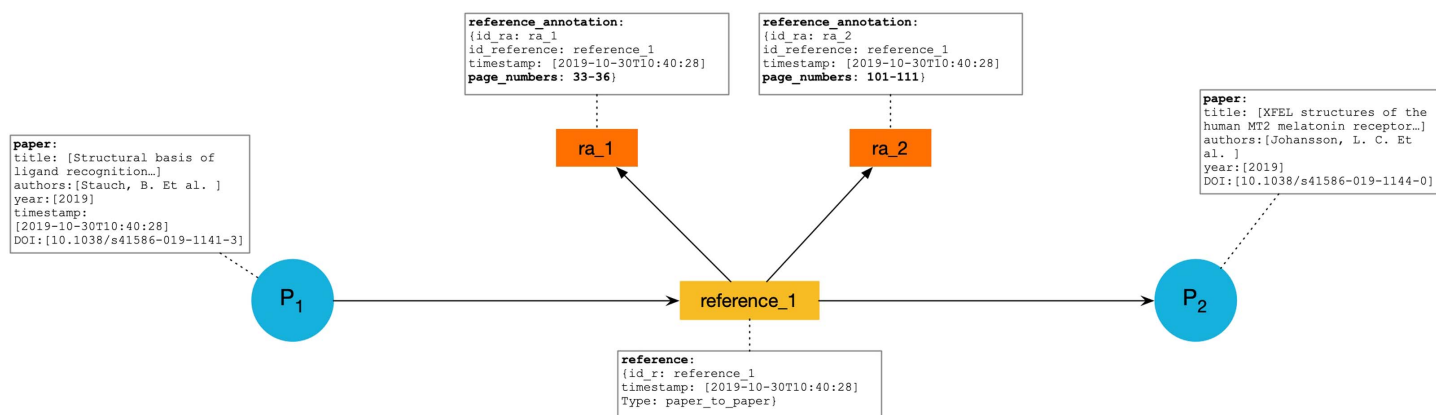 reference_annotation:
{id_ra: ra_1
id_reference: reference_1
timestamp: [2019-10-30T10:40:28]
page_numbers: 33-36}
reference_annotation:
{id_ra: ra_2
id_reference: reference_1
timestamp: [2019-10-30T10:40:28]
page_numbers: 101-111}
paper:
title: [XFEL structures of the
human MT2 melatonin receptor…]
authors:[Johansson, L. C. Et
al. ]
year:[2019]
DOI:[10.1038/s41586-019-1144-0]
paper:
title: [Structural basis of
ligand recognition…]
authors:[Stauch, B. Et al. ]
year:[2019]
timestamp:
[2019-10-30T10:40:28]
DOI:[10.1038/s41586-019-1141-3]
ra_1
ra_2
P1
reference_1
P2
reference:
{id_r: reference_1
timestamp: [2019-10-30T10:40:28]
Type: paper_to_paper}